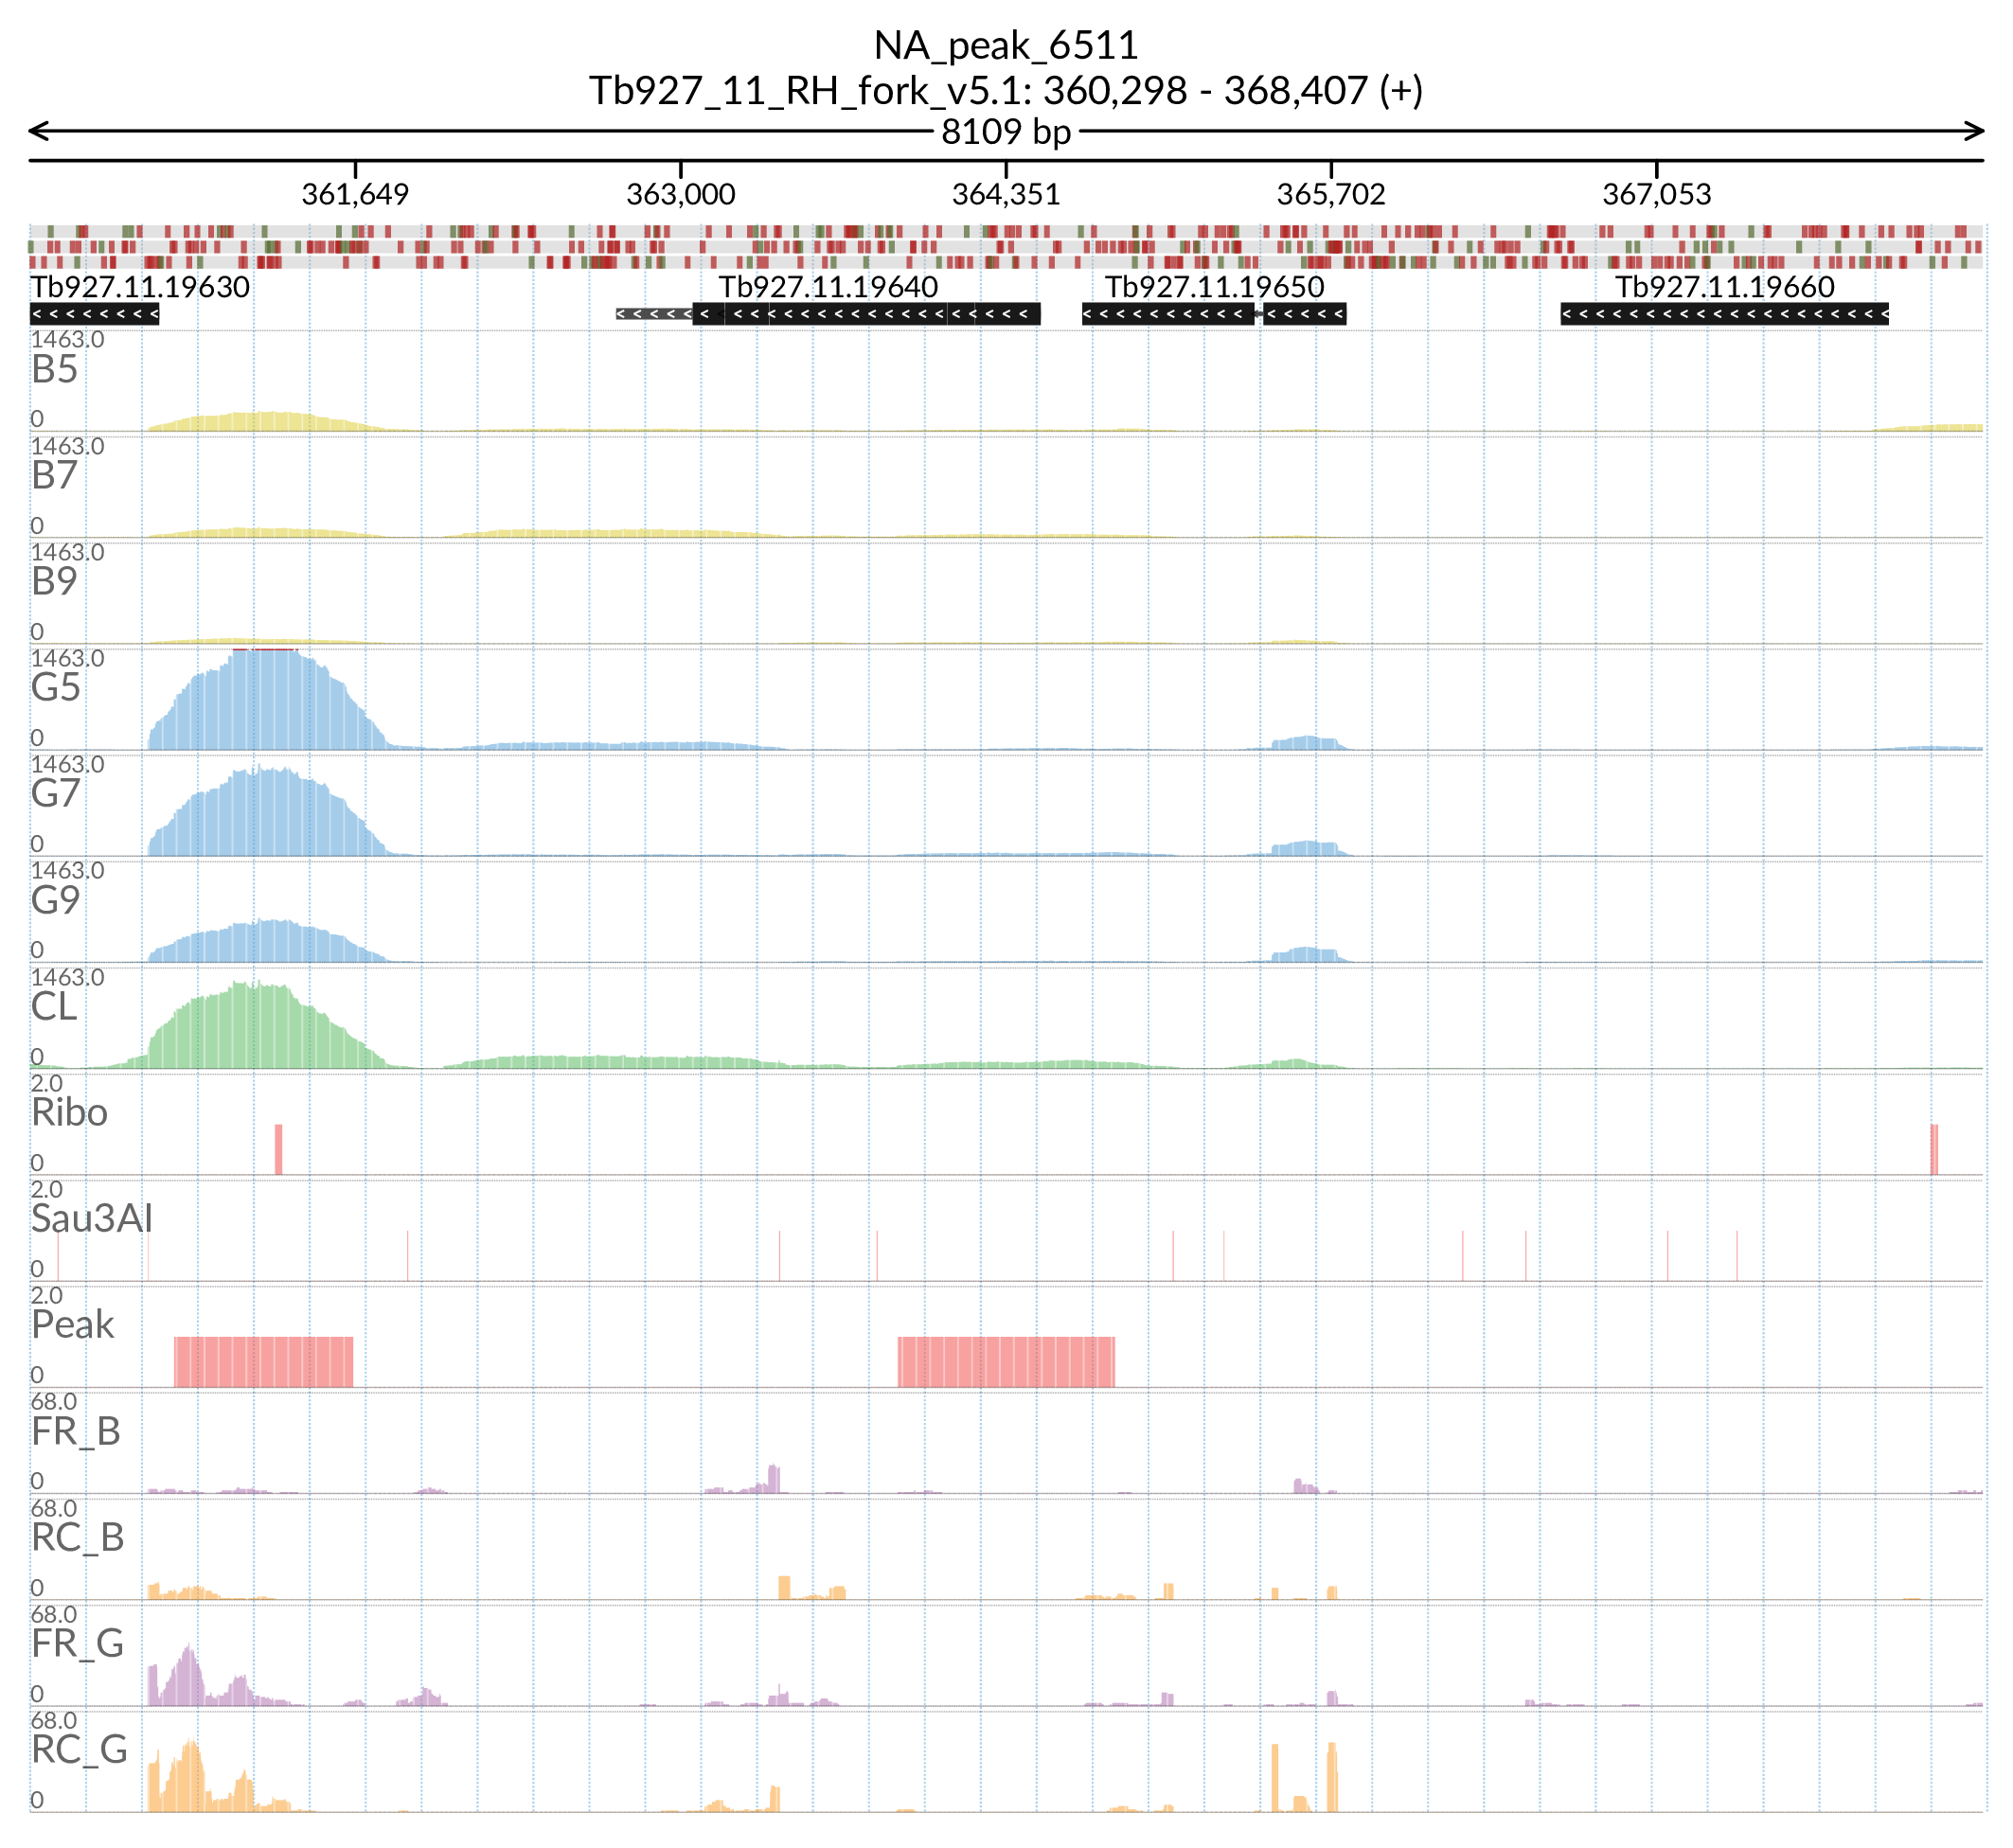 NA_peak_6511
Tb927_11_RH_fork_v5.1: 360,298 - 368,407 (+)
8109 bp
361,649 363,000 364,351 365,702 367,053
Tb927.11.19630 Tb927.11.19640 Tb927.11.19650 Tb927.11.19660
1463.0
B5
0
1463.0
B7
0
1463.0
B9
0
1463.0
G5
0
1463.0
G7
0
1463.0
G9
0
1463.0
CL
0
2.0
Ribo
0
2.0
Sau3AI
0
2.0
Peak
0
68.0
FR_B
0
68.0
RC_B
0
68.0
FR_G
0
68.0
RC_G
0